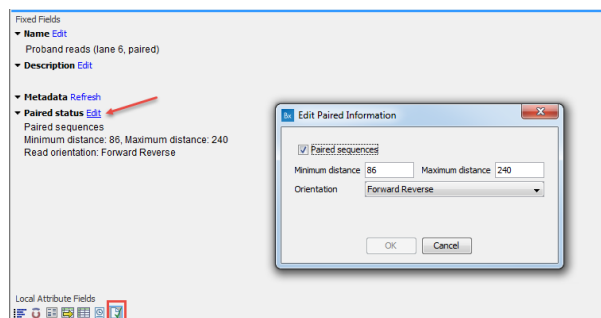 Fixed Fields
Name Edit
Proband reads (lane 6, paired)
Description Edit
Metadata Refresh
Paired status Edit
Paired sequences
Minimum distance: 86, Maximum distance: 240
Read orientation: Forward Reverse
Bx Edit Paired Information
Paired sequences
Minimum distance 86 Maximum distance 240
Orientation Forward Reverse
OK Cancel
Local Attribute Fields